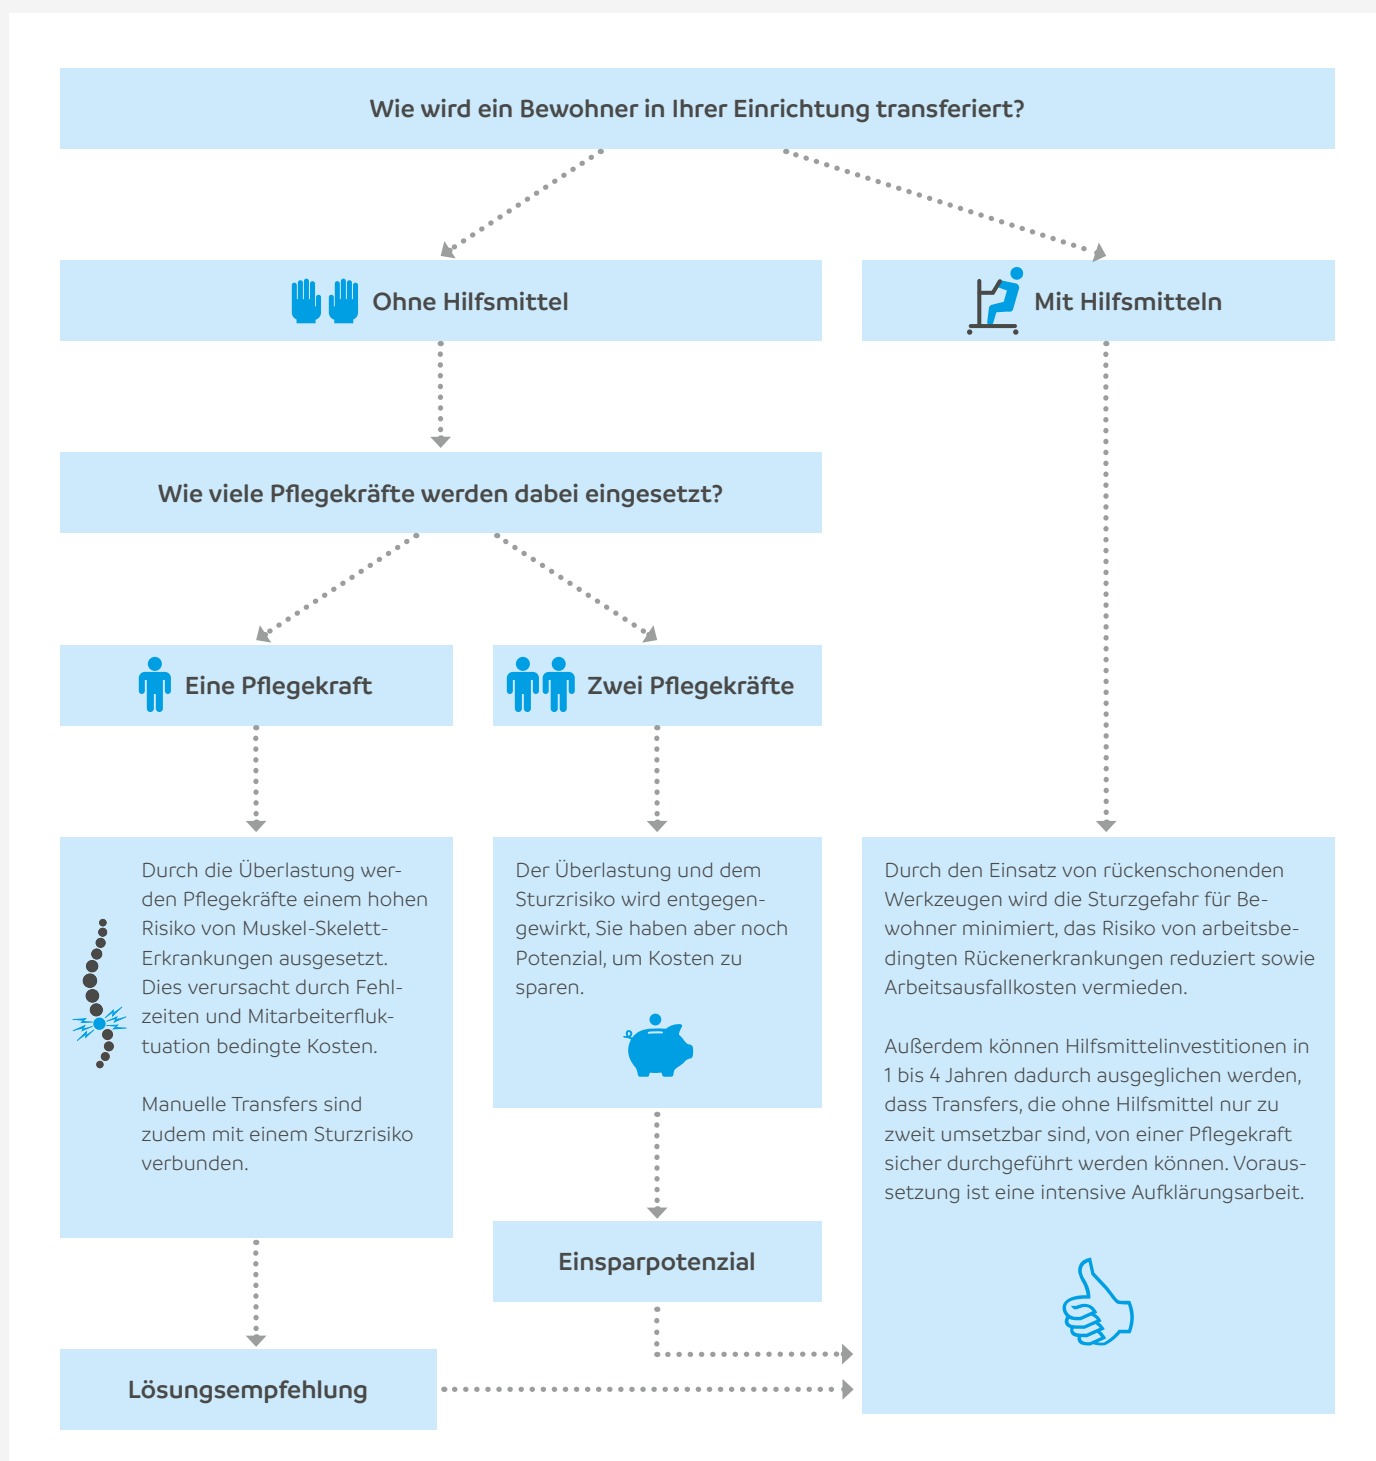 Wie wird ein Bewohner in Ihrer Einrichtung transferiert?
Ohne Hilfsmittel
Mit Hilfsmitteln
Wie viele Pflegekräfte werden dabei eingesetzt?
Eine Pflegekraft
Zwei Pflegekräfte
Durch die Überlastung wer-
den Pflegekräfte einem hohen
Risiko von Muskel-Skelett-
Erkrankungen ausgesetzt.
Dies verursacht durch Fehl-
zeiten und Mitarbeiterfluk-
tuation bedingte Kosten.
Manuelle Transfers sind
zudem mit einem Sturzrisiko
verbunden.
Der Überlastung und dem
Sturzrisiko wird entgegen-
gewirkt, Sie haben aber noch
Potenzial, um Kosten zu
sparen.
Durch den Einsatz von rückenschonenden
Werkzeugen wird die Sturzgefahr für Be-
wohner minimiert, das Risiko von arbeitsbe-
dingten Rückenerkrankungen reduziert sowie
Arbeitsausfallkosten vermieden.
Außerdem können Hilfsmittelinvestitionen in
1 bis 4 Jahren dadurch ausgeglichen werden,
dass Transfers, die ohne Hilfsmittel nur zu
zweit umsetzbar sind, von einer Pflegekraft
sicher durchgeführt werden können. Voraus-
setzung ist eine intensive Aufklärungsarbeit.
Einsparpotenzial
Lösungsempfehlung